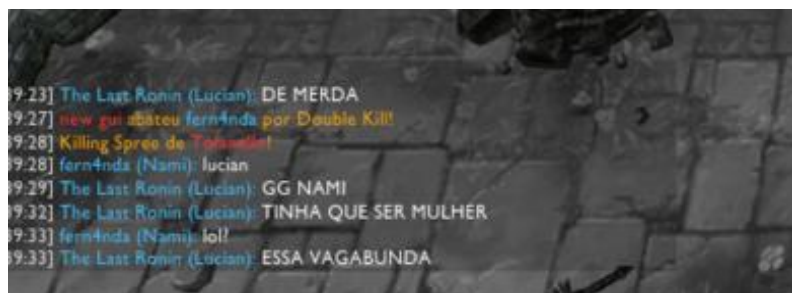 39:23] The Last Ronin (Lucian): DE MERDA
39:27] new gui abateu fern4nda por Double Kill!
39:28] Killing Spree de
39:28] fern4nda (Nami): lucian
39:29] The Last Ronin (Lucian): GG NAMI
39:32] The Last Ronin (Lucian): TINHA QUE SER MULHER
39:33] fern4nda (Nami): lol?
39:33] The Last Ronin (Lucian): ESSA VAGABUNDA